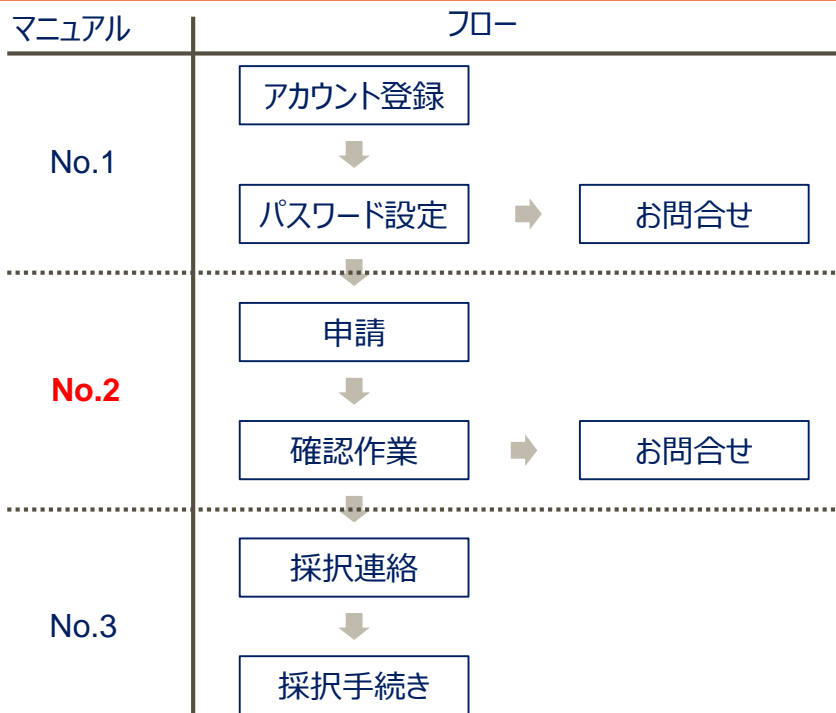 マニュアル
フロー
No.1
アカウント登録
パスワード設定
お問合せ
No.2
申請
確認作業
お問合せ
No.3
採択連絡
採択手続き